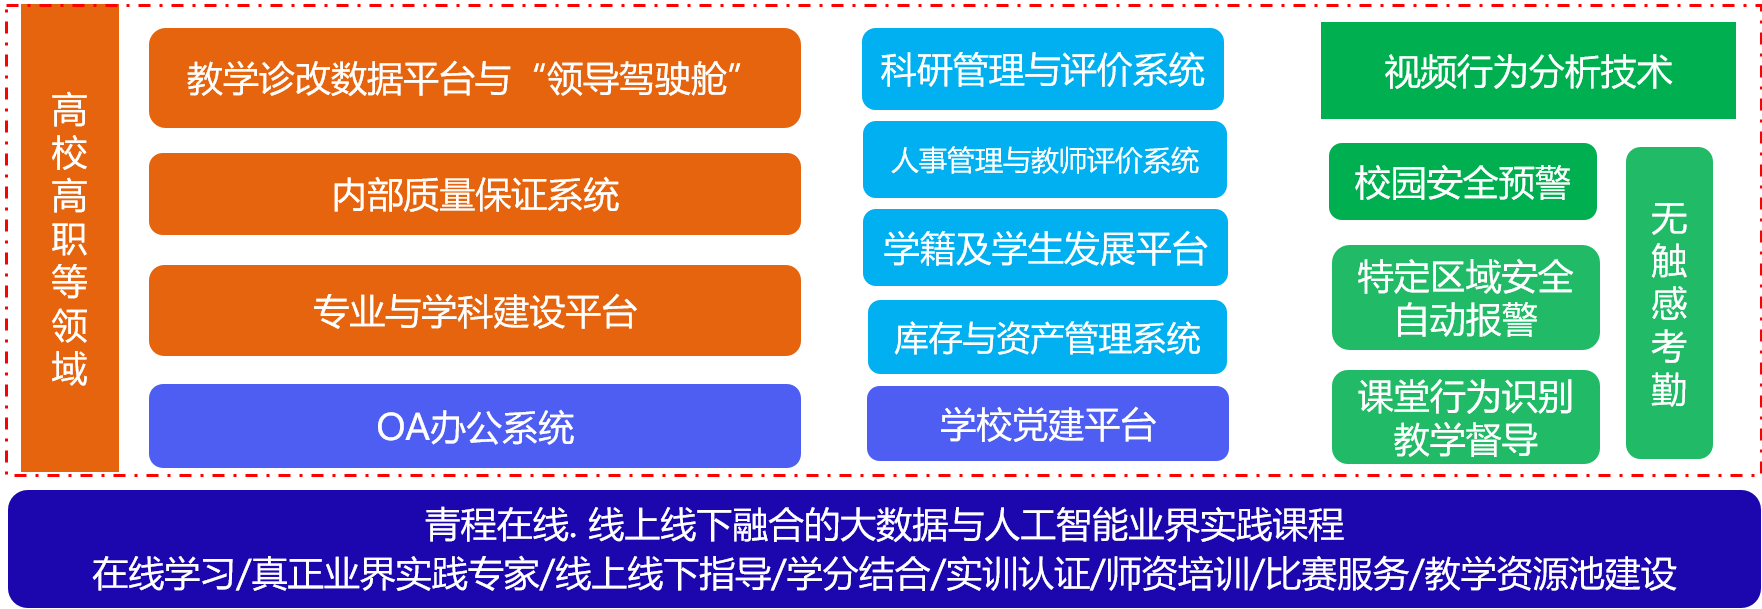 高校高职等领域
教学诊改数据平台与“领导驾驶舱”
内部质量保证系统
专业与学科建设平台
OA办公系统
科研管理与评价系统
人事管理与教师评价系统
学籍及学生发展平台
库存与资产管理系统
学校党建平台
视频行为分析技术
校园安全预警
特定区域安全
自动报警
课堂行为识别
教学督导
无触感考勤
青程在线. 线上线下融合的大数据与人工智能业界实践课程
在线学习/真正业界实践专家/线上线下指导/学分结合/实训认证/师资培训/比赛服务/教学资源池建设